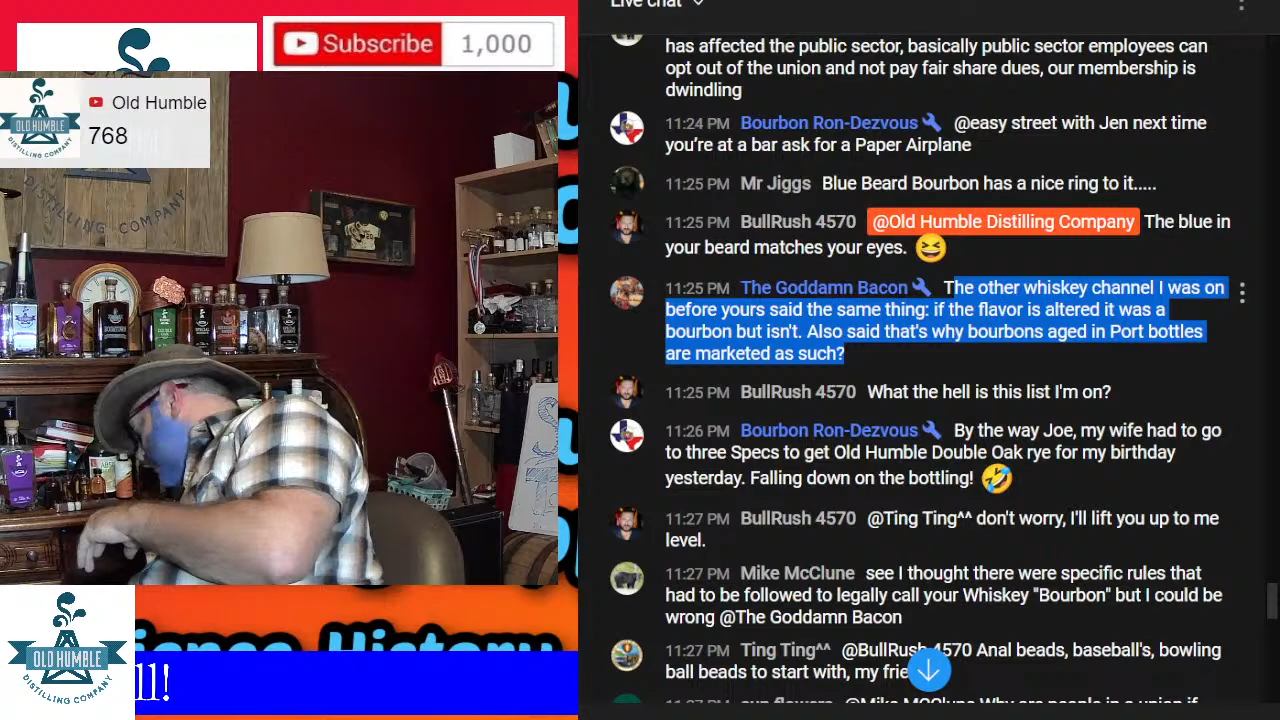 Subscribe
1,000
Old Humble
768
OLD HUMBLE
DISTILLING COMPANY
DISTILLING COMPANY
OLD HUMBLE
DISTILLING COMPANY
ience History
ll!
Live chat
has affected the public sector, basically public sector employees can
opt out of the union and not pay fair share dues, our membership is
dwindling
11:24 PM Bourbon Ron-Dezvous @easy street with Jen next time
you're at a bar ask for a Paper Airplane
11:25 PM Mr Jiggs Blue Beard Bourbon has a nice ring to it.....
11:25 PM BullRush 4570 @Old Humble Distilling Company The blue in
your beard matches your eyes.
11:25 PM The Goddamn Bacon The other whiskey channel I was on
before yours said the same thing: if the flavor is altered it was a
bourbon but isn't. Also said that's why bourbons aged in Port bottles
are marketed as such?
11:25 PM BullRush 4570 What the hell is this list I'm on?
11:26 PM Bourbon Ron-Dezvous By the way Joe, my wife had to go
to three Specs to get Old Humble Double Oak rye for my birthday
yesterday. Falling down on the bottling!
11:27 PM BullRush 4570 @Ting Ting^^ don't worry, I'll lift you up to me
level.
11:27 PM Mike McClune see I thought there were specific rules that
had to be followed to legally call your Whiskey "Bourbon" but I could be
wrong @The Goddamn Bacon
11:27 PM Ting Ting^^ @BullRush 4570 Anal beads, baseball's, bowling
ball beads to start with, my frie